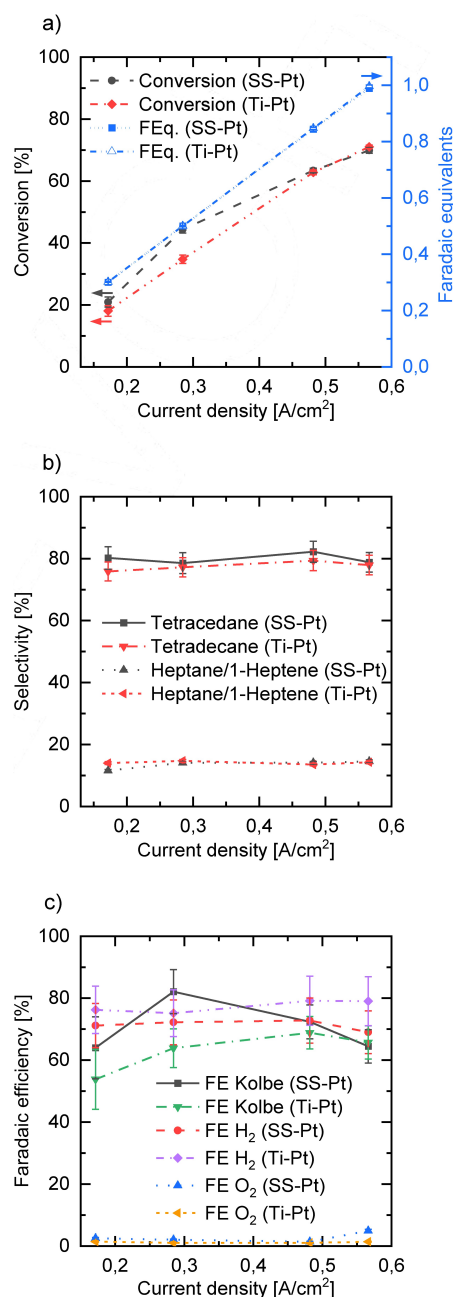 a)
Conversion (SS-Pt)
Conversion (Ti-Pt)
FEq. (SS-Pt)
FEq. (Ti-Pt)
100
80
60
40
20
0
Conversion [%]
1,0
0,8
0,6
0,4
0,2
0,0
Faradaic equivalents
0,2 0,3 0,4 0,5 0,6
Current density [A/cm²]
b)
100
80
60
40
20
0
Selectivity [%]
Tetracedane (SS-Pt)
Tetradecane (Ti-Pt)
Heptane/1-Heptene (SS-Pt)
Heptane/1-Heptene (Ti-Pt)
0,2 0,3 0,4 0,5 0,6
Current density [A/cm²]
c)
100
80
60
40
20
0
Faradaic efficiency [%]
FE Kolbe (SS-Pt)
FE Kolbe (Ti-Pt)
FE H₂ (SS-Pt)
FE H₂ (Ti-Pt)
FE O₂ (SS-Pt)
FE O₂ (Ti-Pt)
0,2 0,3 0,4 0,5 0,6
Current density [A/cm²]